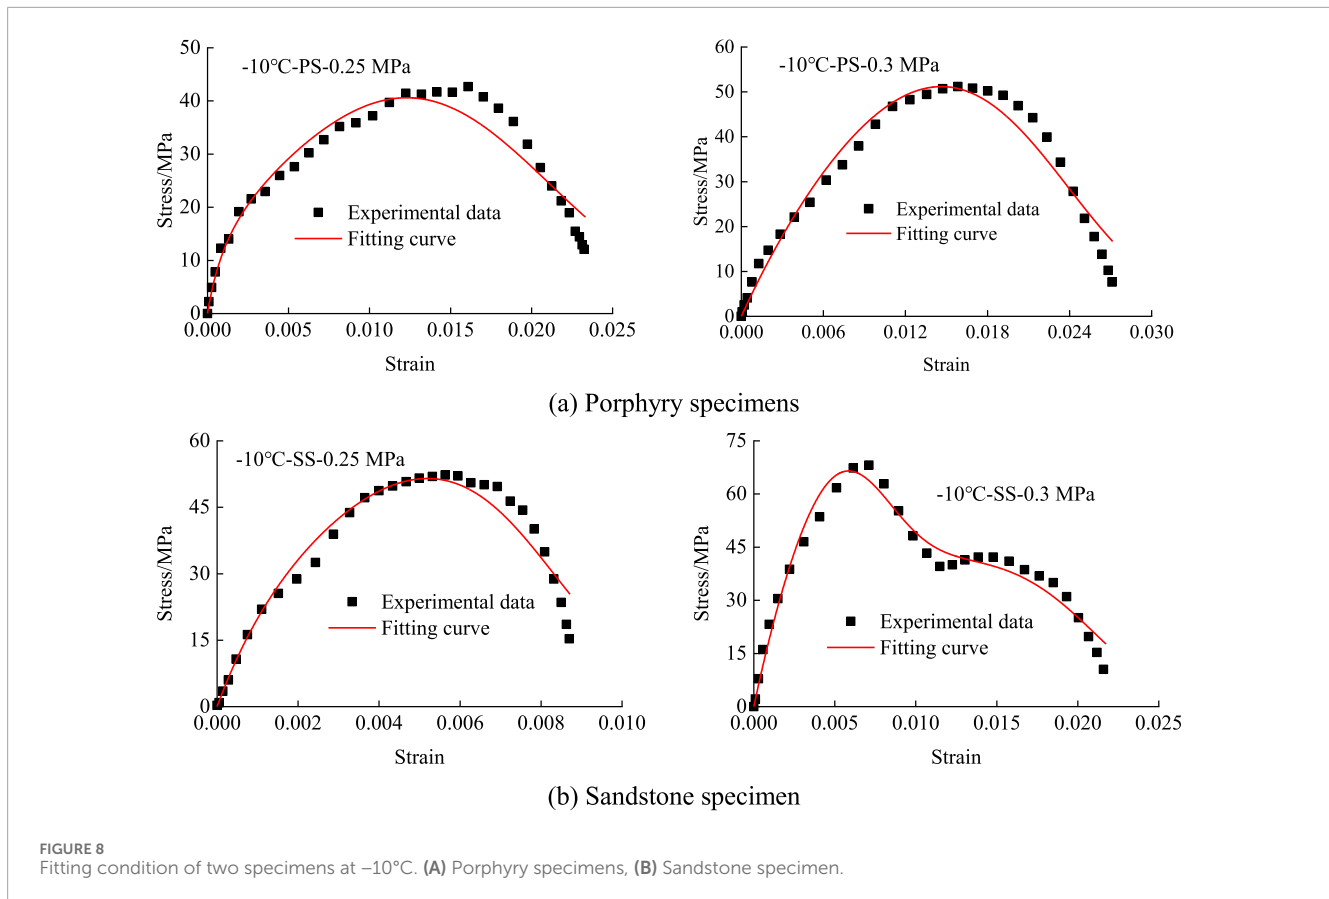 50
40
30
20
10
0
Stress/MPa
-10℃-PS-0.25 MPa
Experimental data
Fitting curve
0.000 0.005 0.010 0.015 0.020 0.025
Strain
60
50
40
30
20
10
0
Stress/MPa
-10℃-PS-0.3 MPa
Experimental data
Fitting curve
0.000 0.006 0.012 0.018 0.024 0.030
Strain
(a) Porphyry specimens
60
45
30
15
0
Stress/MPa
-10℃-SS-0.25 MPa
Experimental data
Fitting curve
0.000 0.002 0.004 0.006 0.008 0.010
Strain
75
60
45
30
15
0
Stress/MPa
-10℃-SS-0.3 MPa
Experimental data
Fitting curve
0.000 0.005 0.010 0.015 0.020 0.025
Strain
(b) Sandstone specimen
FIGURE 8
Fitting condition of two specimens at −10°C. (A) Porphyry specimens, (B) Sandstone specimen.